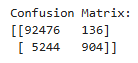 Confusion Matrix:
[[92476   136]
 [ 5244   904]]